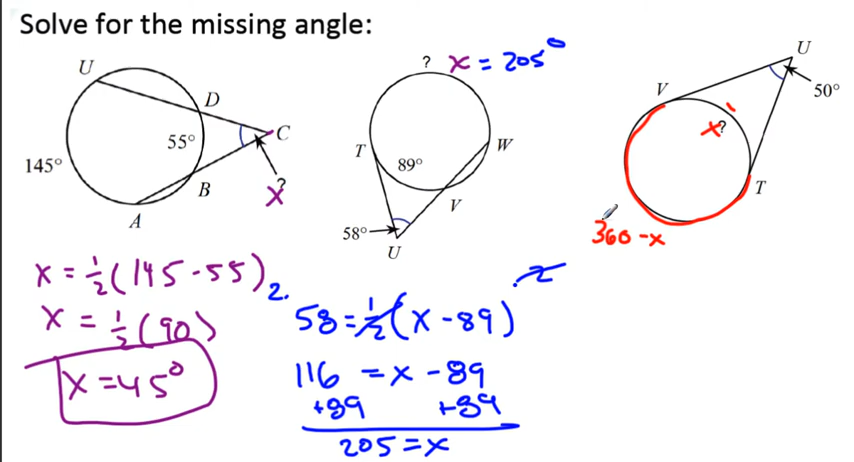 Solve for the missing angle:
U
D
C
55°
145°
B
A
?
X
X = 1/2 (145 - 55)
X = 1/2 (90)
X = 45°
? X = 205°
T
89°
W
V
58°
U
2. 58 = 1/2 (X - 89) . 2
116 = X - 89
+89 +89
205 = X
U
V
50°
X?
T
360 - X